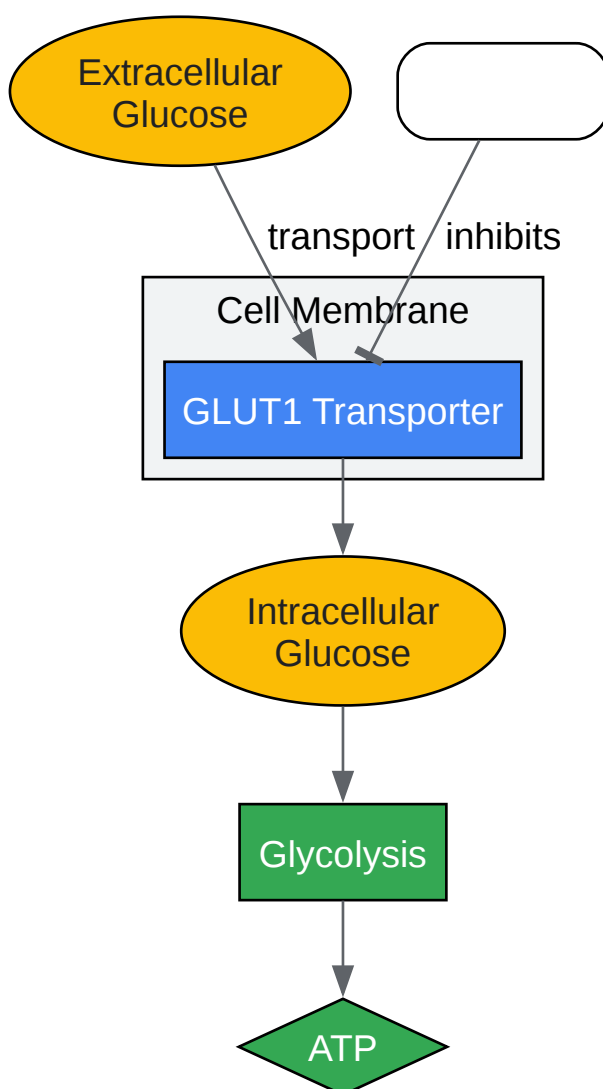 Extracellular
Glucose
transport
inhibits
Cell Membrane
GLUT1 Transporter
Intracellular
Glucose
Glycolysis
ATP